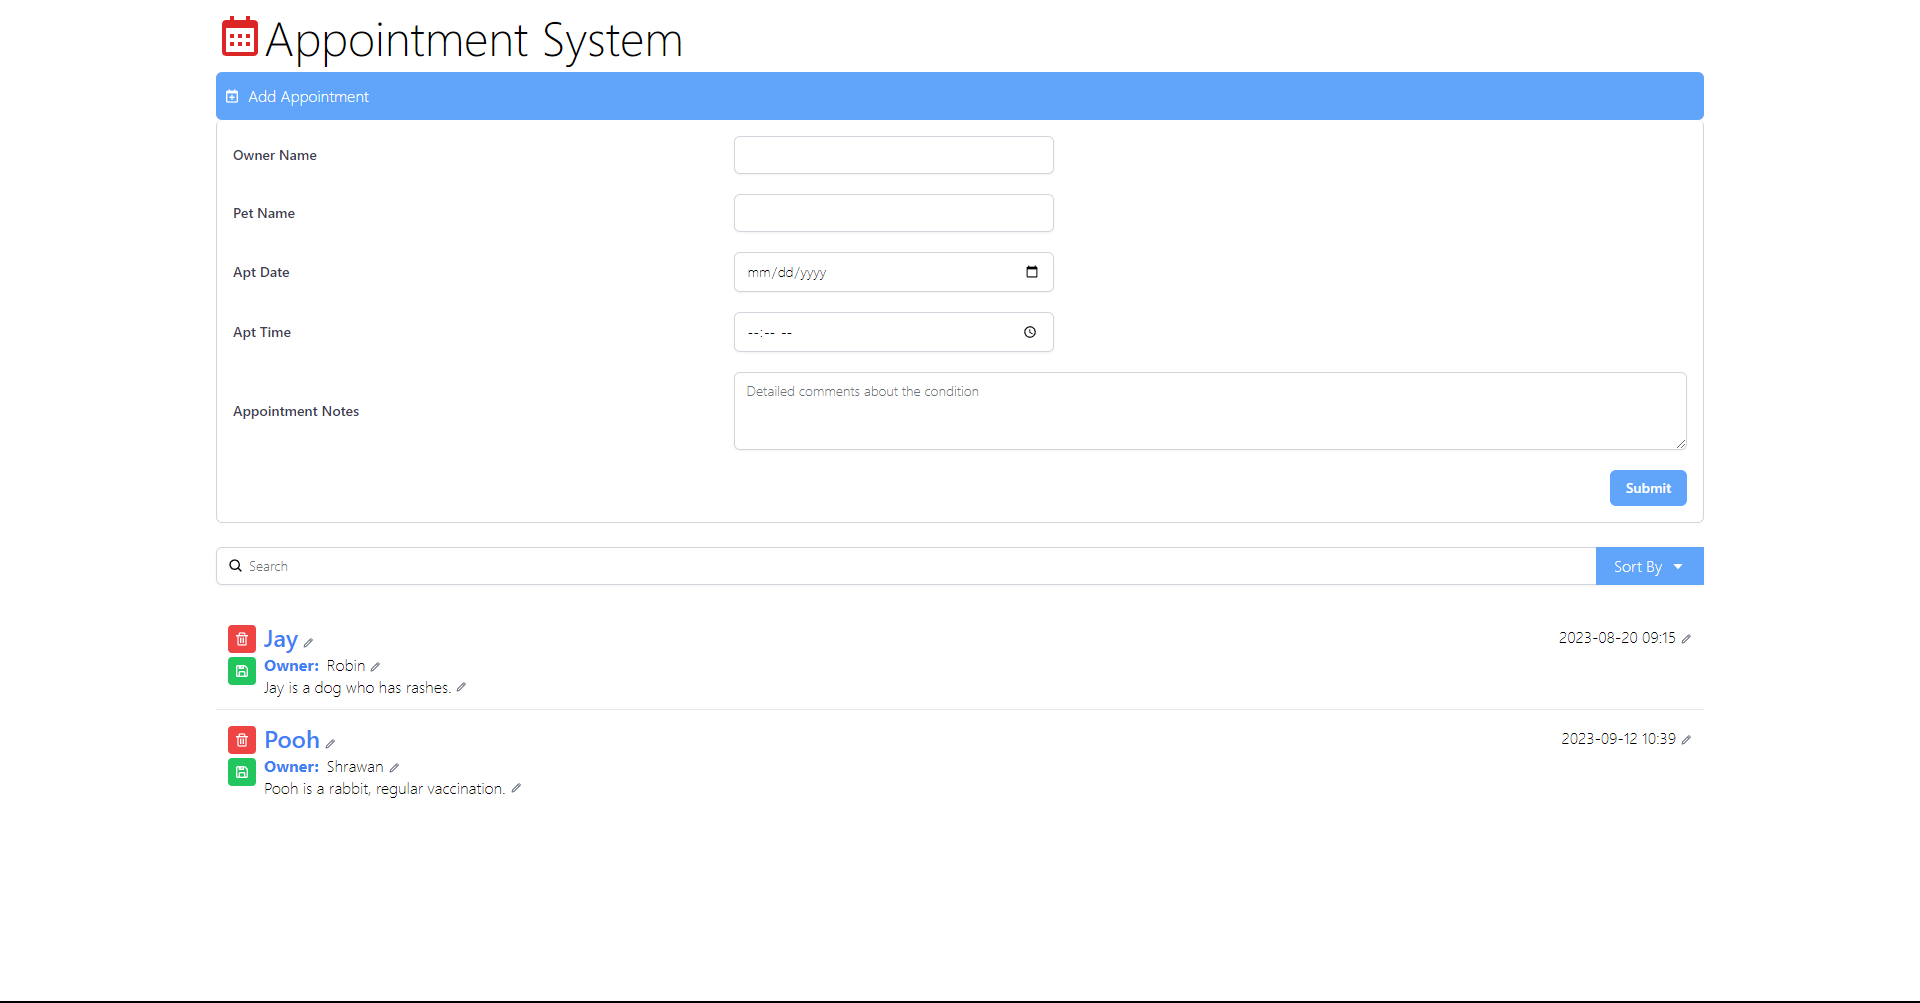 Appointment System
Add Appointment
Owner Name
Pet Name
Apt Date
mm/dd/yyyy
Apt Time
--:-- --
Appointment Notes
Detailed comments about the condition
Submit
Search
Sort By
Jay
2023-08-20 09:15
Owner: Robin
Jay is a dog who has rashes.
Pooh
2023-09-12 10:39
Owner: Shrawan
Pooh is a rabbit, regular vaccination.